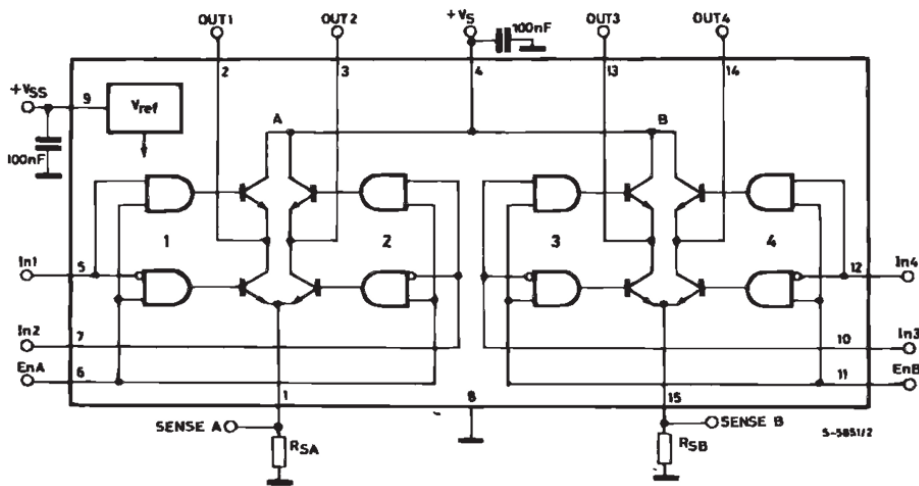 OUT1
OUT2
+VS
100nF
OUT3
OUT4
2
3
4
13
14
+VSS
9
Vref
A
B
100nF
1
2
3
4
In1
5
12
In4
In2
7
10
In3
EnA
6
11
EnB
1
8
15
SENSE A
RSA
SENSE B
RSB
S-5851/2